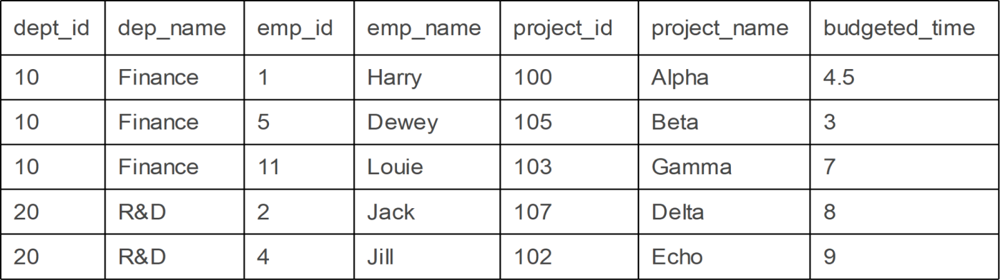 dept_id dep_name emp_id emp_name project_id project_name budgeted_time
10 Finance 1 Harry 100 Alpha 4.5
10 Finance 5 Dewey 105 Beta 3
10 Finance 11 Louie 103 Gamma 7
20 R&D 2 Jack 107 Delta 8
20 R&D 4 Jill 102 Echo 9